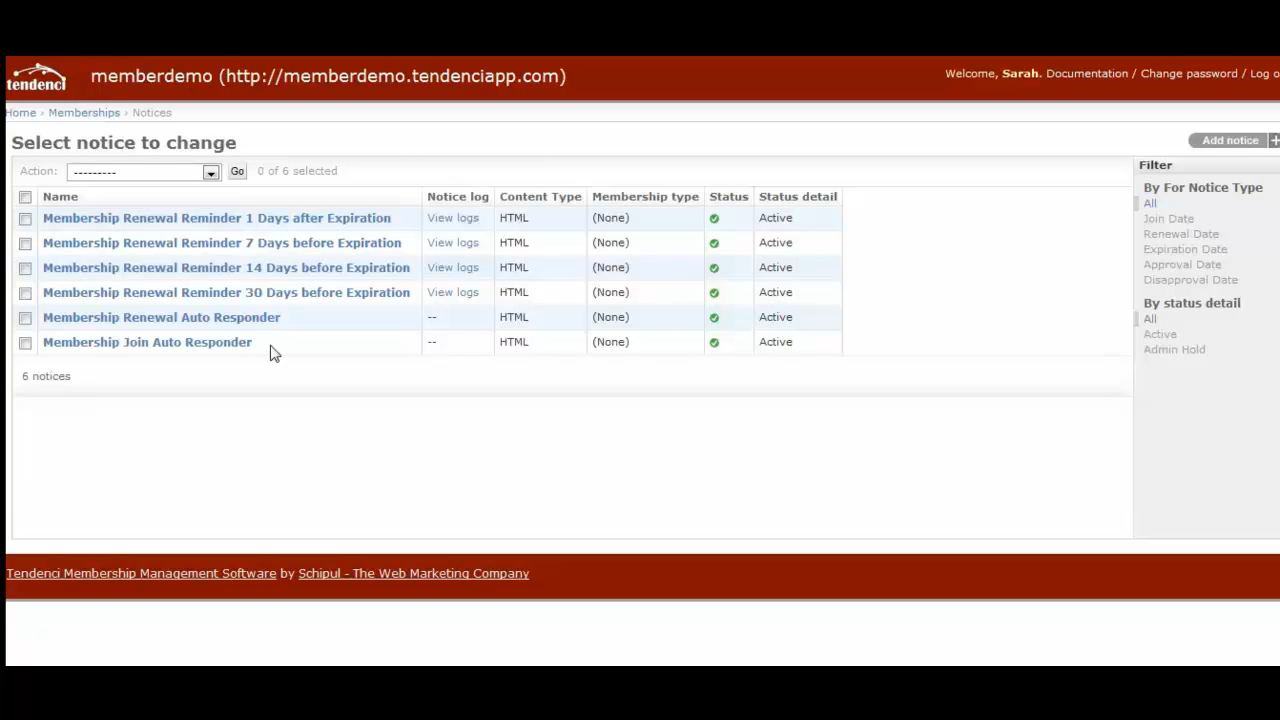 tendenci
memberdemo (http://memberdemo.tendenciapp.com)
Welcome, Sarah. Documentation / Change password / Log o
Home › Memberships › Notices
Select notice to change
Add notice +
Action: --------- Go 0 of 6 selected
Name Notice log Content Type Membership type Status Status detail
Membership Renewal Reminder 1 Days after Expiration View logs HTML (None) Active
Membership Renewal Reminder 7 Days before Expiration View logs HTML (None) Active
Membership Renewal Reminder 14 Days before Expiration View logs HTML (None) Active
Membership Renewal Reminder 30 Days before Expiration View logs HTML (None) Active
Membership Renewal Auto Responder -- HTML (None) Active
Membership Join Auto Responder -- HTML (None) Active
6 notices
Filter
By For Notice Type
All
Join Date
Renewal Date
Expiration Date
Approval Date
Disapproval Date
By status detail
All
Active
Admin Hold
Tendenci Membership Management Software by Schipul - The Web Marketing Company